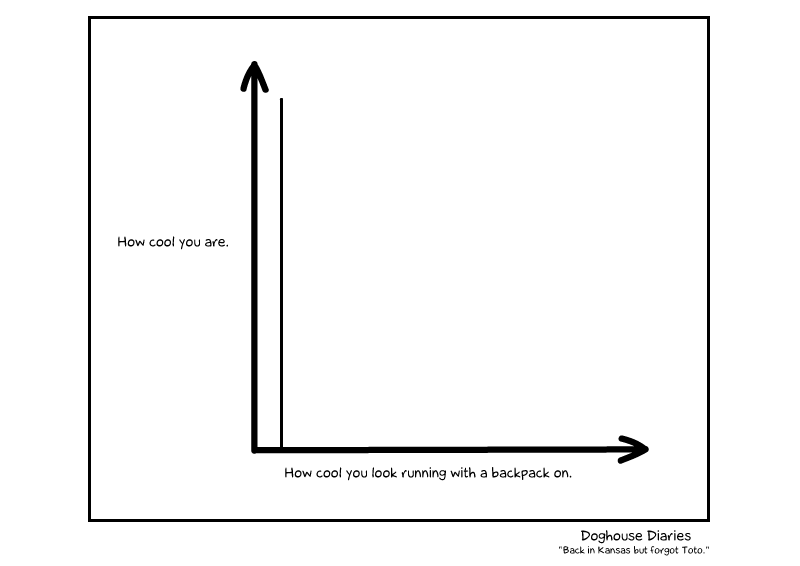 How cool you are.
How cool you look running with a backpack on.
Doghouse Diaries
"Back in Kansas but forgot Toto."